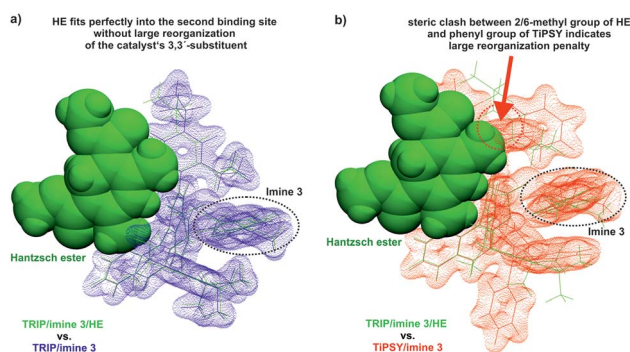 a)
HE fits perfectly into the second binding site
without large reorganization
of the catalyst's 3,3´-substituent
Imine 3
Hantzsch ester
TRIP/imine 3/HE
vs.
TRIP/imine 3
b)
steric clash between 2/6-methyl group of HE
and phenyl group of TiPSY indicates
large reorganization penalty
Imine 3
Hantzsch ester
TRIP/imine 3/HE
vs.
TiPSY/imine 3